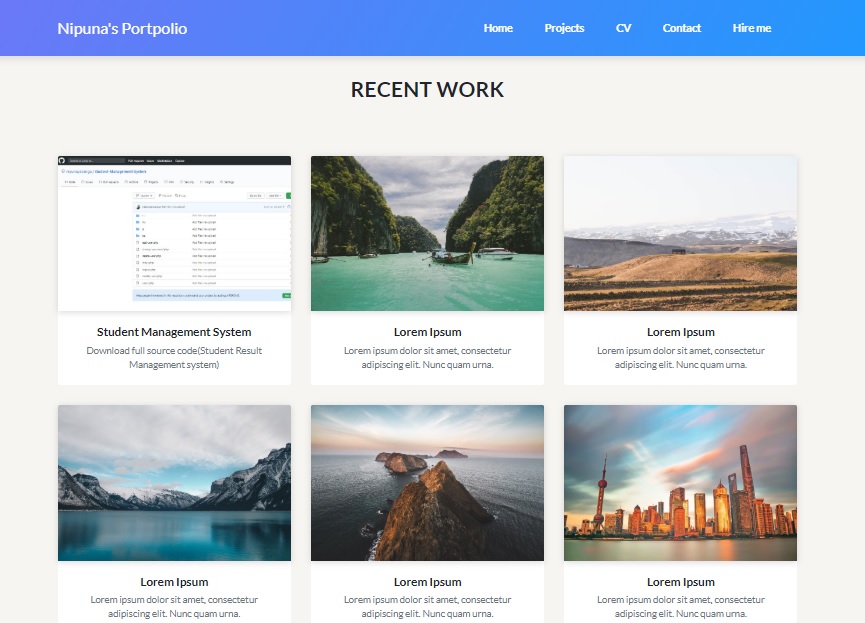 Nipuna's Portpolio
Home Projects CV Contact Hire me
RECENT WORK
Student Management System
Download full source code(Student Result
Management system)
Lorem Ipsum
Lorem ipsum dolor sit amet, consectetur
adipiscing elit. Nunc quam urna.
Lorem Ipsum
Lorem ipsum dolor sit amet, consectetur
adipiscing elit. Nunc quam urna.
Lorem Ipsum
Lorem ipsum dolor sit amet, consectetur
adipiscing elit. Nunc quam urna.
Lorem Ipsum
Lorem ipsum dolor sit amet, consectetur
adipiscing elit. Nunc quam urna.
Lorem Ipsum
Lorem ipsum dolor sit amet, consectetur
adipiscing elit. Nunc quam urna.